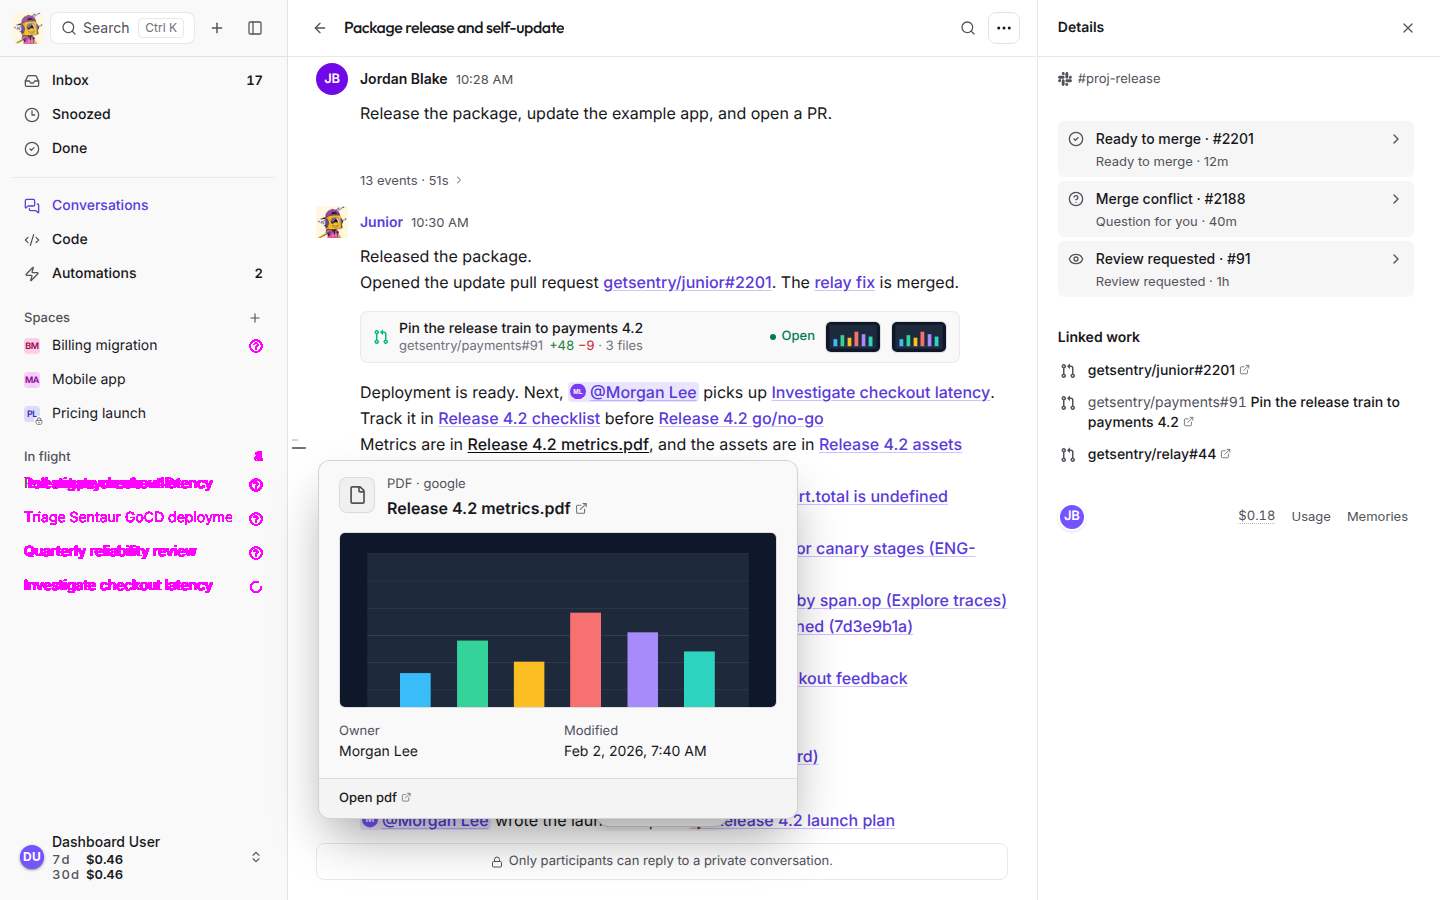 Search Ctrl K
Inbox 17
Snoozed
Done
Conversations
Code
Automations 2
Spaces
BM Billing migration
MA Mobile app
PL Pricing launch
In flight
Triage Sentaur GoCD deployme
Quarterly reliability review
Investigate checkout latency
DU Dashboard User
7d $0.46
30d $0.46
Package release and self-update
JB Jordan Blake 10:28 AM
Release the package, update the example app, and open a PR.
13 events · 51s
Junior 10:30 AM
Released the package.
Opened the update pull request getsentry/junior#2201. The relay fix is merged.
Pin the release train to payments 4.2
getsentry/payments#91 +48 −9 · 3 files
Open
Deployment is ready. Next, ML @Morgan Lee picks up Investigate checkout latency.
Track it in Release 4.2 checklist before Release 4.2 go/no-go
Metrics are in Release 4.2 metrics.pdf, and the assets are in Release 4.2 assets
PDF · google
Release 4.2 metrics.pdf
Owner
Morgan Lee
Modified
Feb 2, 2026, 7:40 AM
Open pdf
rt.total is undefined
or canary stages (ENG-
by span.op (Explore traces)
ned (7d3e9b1a)
kout feedback
rd)
@Morgan Lee wrote the 4.2 launch plan
Only participants can reply to a private conversation.
Details
#proj-release
Ready to merge · #2201
Ready to merge · 12m
Merge conflict · #2188
Question for you · 40m
Review requested · #91
Review requested · 1h
Linked work
getsentry/junior#2201
getsentry/payments#91 Pin the release train to
payments 4.2
getsentry/relay#44
JB $0.18 Usage Memories